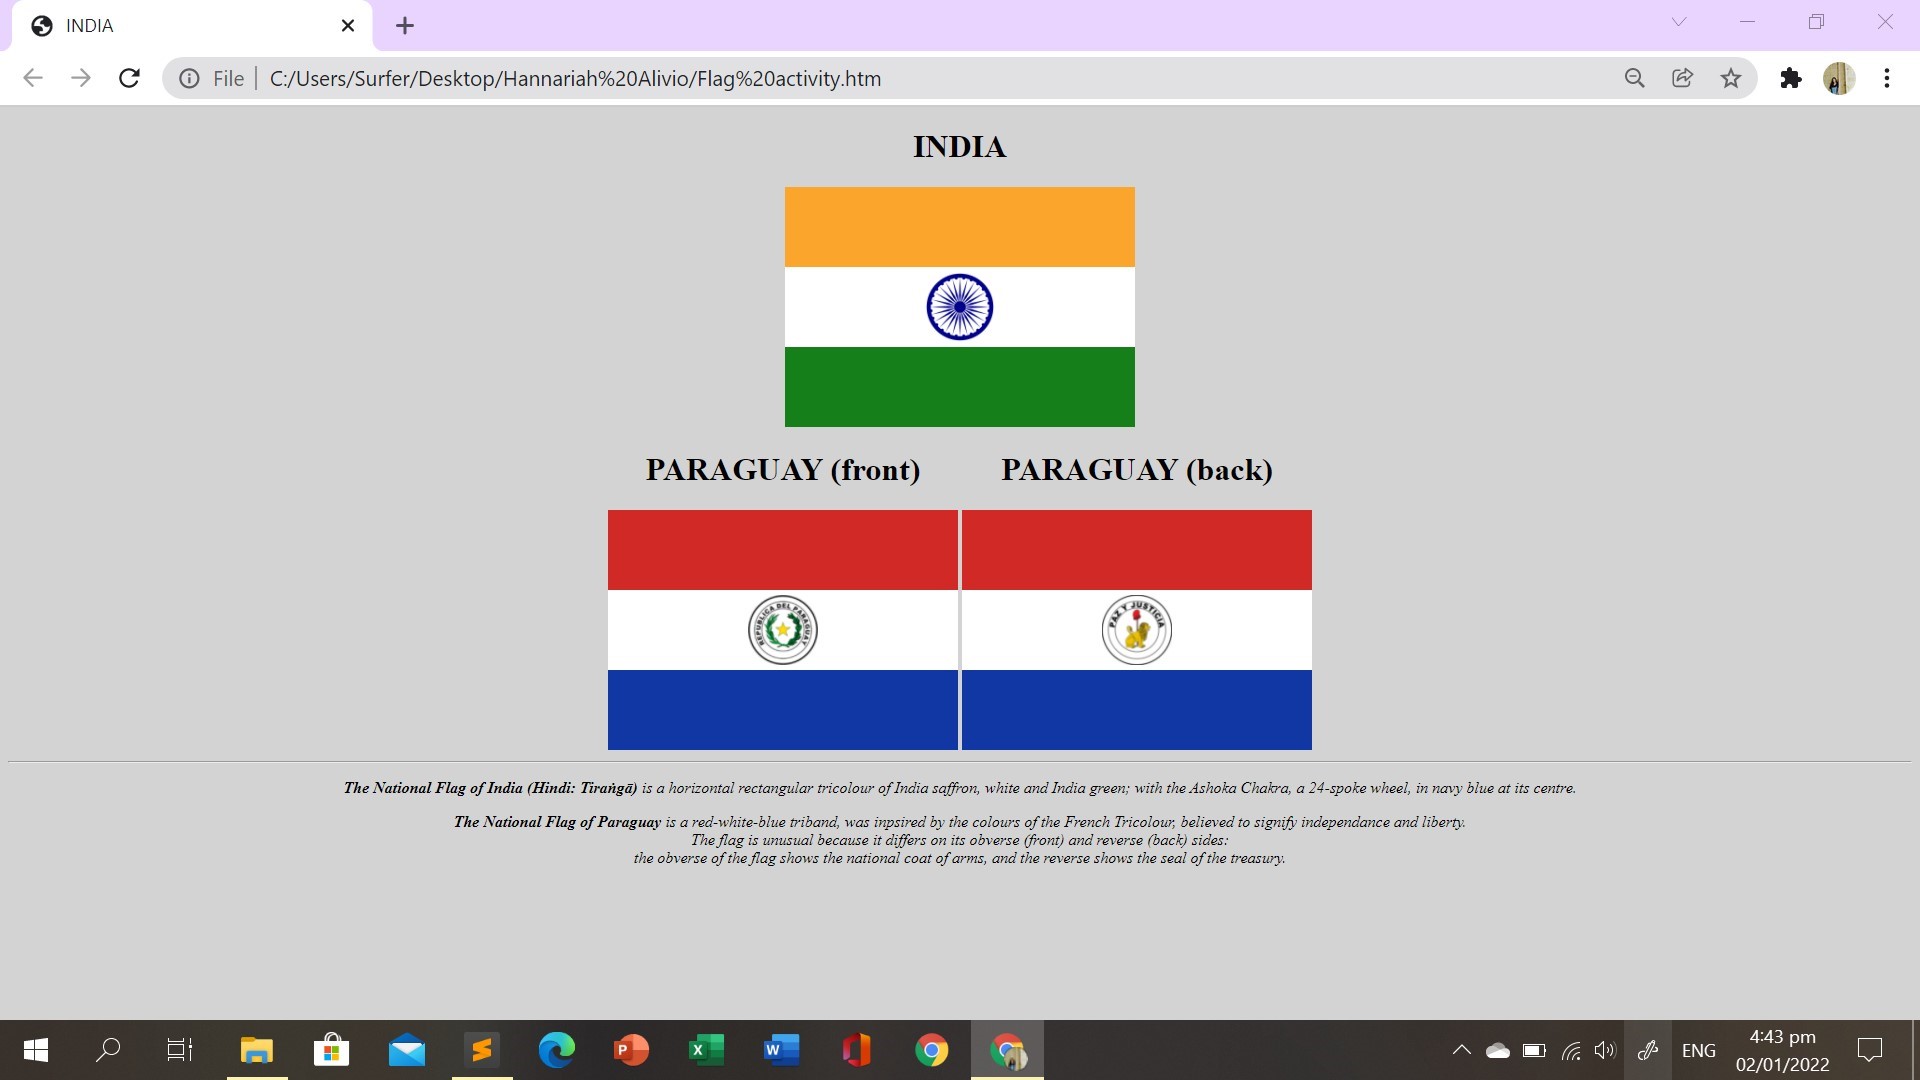 INDIA
File
C:/Users/Surfer/Desktop/Hannariah%20Alivio/Flag%20activity.htm
INDIA
PARAGUAY (front) PARAGUAY (back)
REPUBLICA DEL PARAGUAY
PAZ Y JUSTICIA
The National Flag of India (Hindi: Tiraṅgā) is a horizontal rectangular tricolour of India saffron, white and India green; with the Ashoka Chakra, a 24-spoke wheel, in navy blue at its centre.
The National Flag of Paraguay is a red-white-blue triband, was inpsired by the colours of the French Tricolour, believed to signify independance and liberty.
The flag is unusual because it differs on its obverse (front) and reverse (back) sides:
the obverse of the flag shows the national coat of arms, and the reverse shows the seal of the treasury.
P
X
W
ENG
4:43 pm
02/01/2022